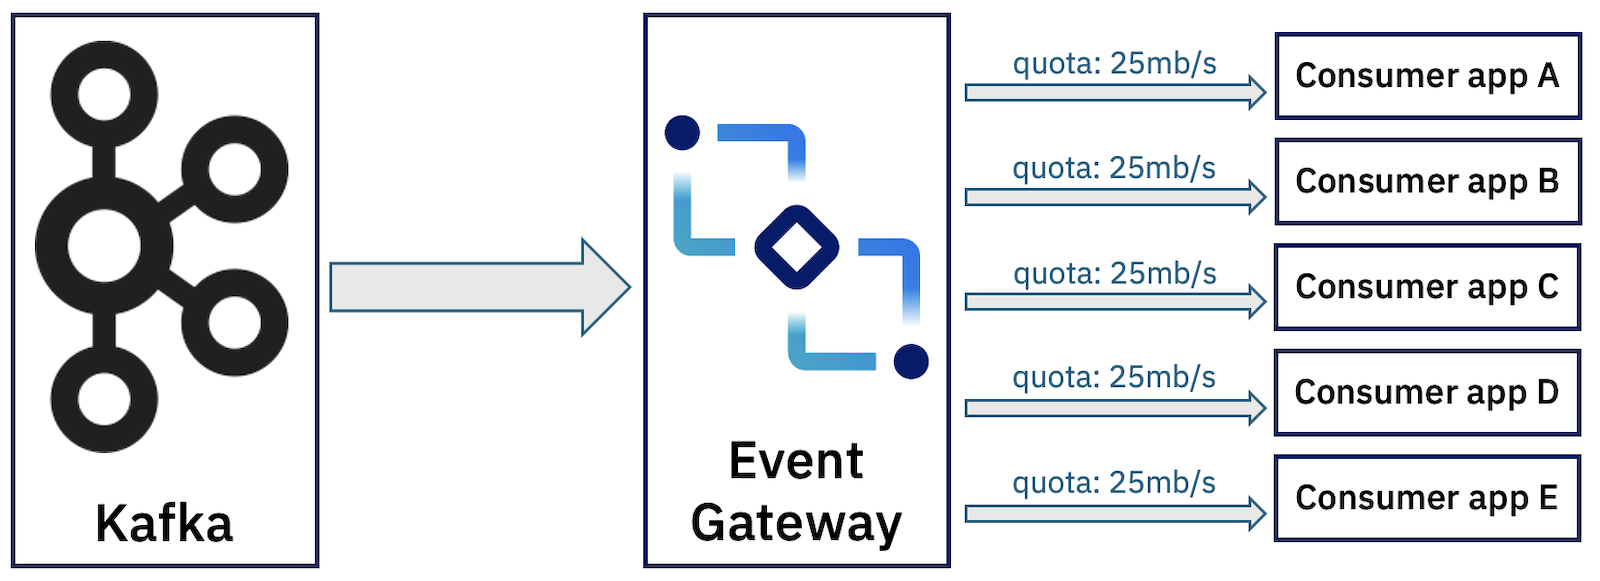 Kafka
Event
Gateway
quota: 25mb/s
Consumer app A
quota: 25mb/s
Consumer app B
quota: 25mb/s
Consumer app C
quota: 25mb/s
Consumer app D
quota: 25mb/s
Consumer app E